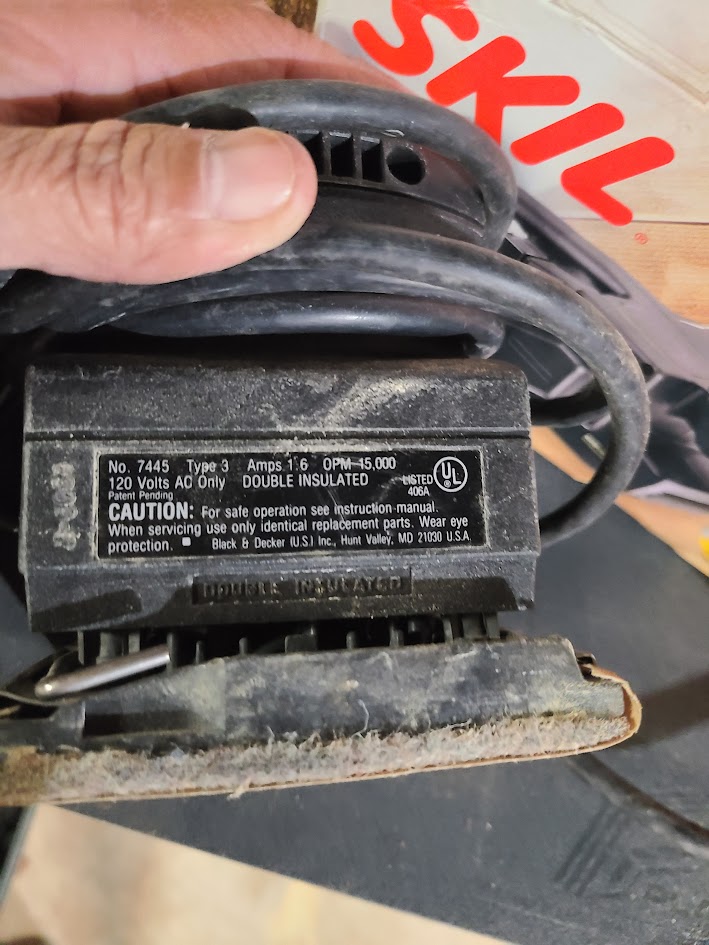 SKIL
No. 7445 Type 3 Amps 1.6 OPM 15,000
120 Volts AC Only DOUBLE INSULATED
Patent Pending
LISTED
406A
UL
CAUTION: For safe operation see instruction manual.
When servicing use only identical replacement parts. Wear eye
protection. Black & Decker (U.S.) Inc., Hunt Valley, MD 21030 U.S.A.
DOUBLE INSULATED